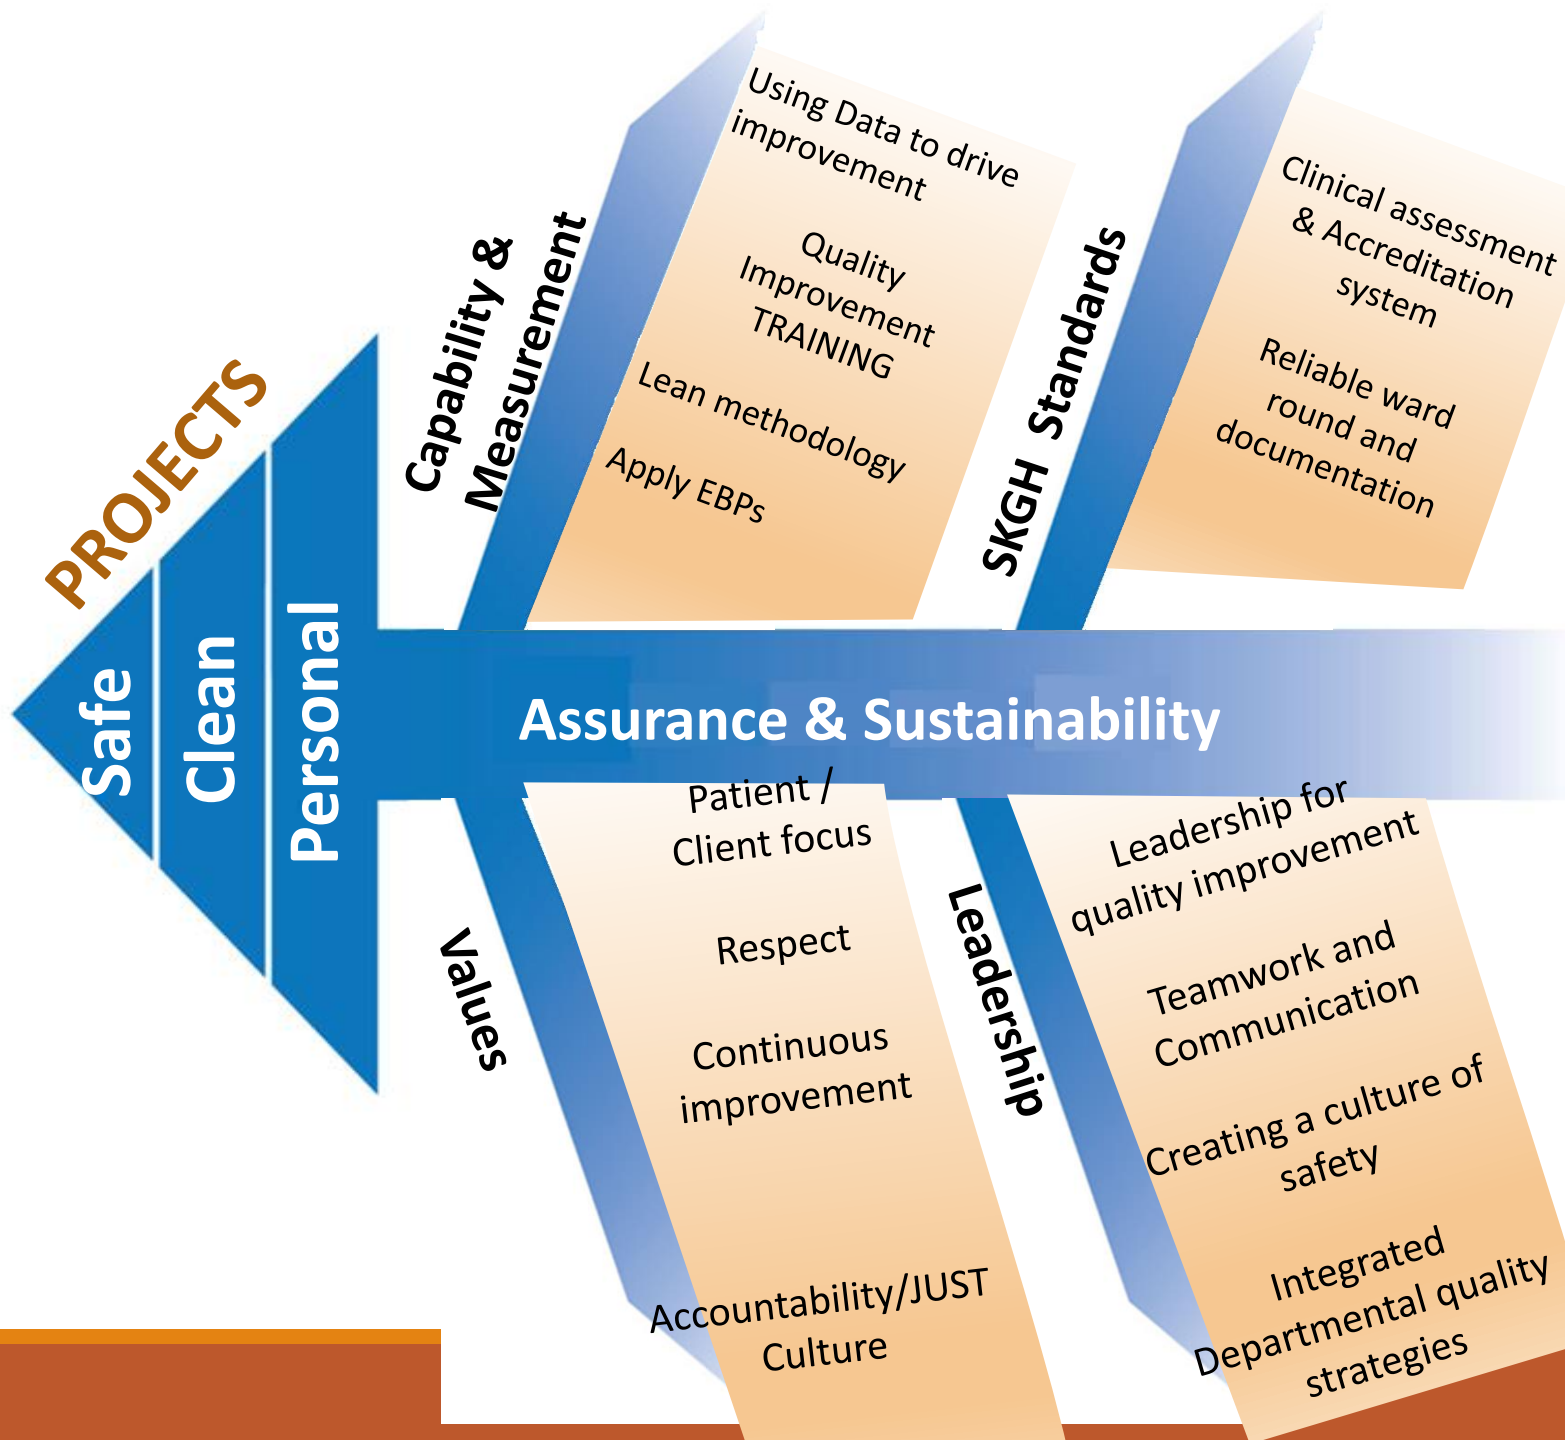 PROJECTS
Safe
Clean
Personal
Capability &
Measurement
Using Data to drive
improvement
Quality
Improvement
TRAINING
Lean methodology
Apply EBPs
SKGH Standards
Clinical assessment
& Accreditation
system
Reliable ward
round and
documentation
Assurance & Sustainability
Values
Patient /
Client focus
Respect
Continuous
improvement
Accountability/JUST
Culture
Leadership
Leadership for
quality improvement
Teamwork and
Communication
Creating a culture of
safety
Integrated
Departmental quality
strategies